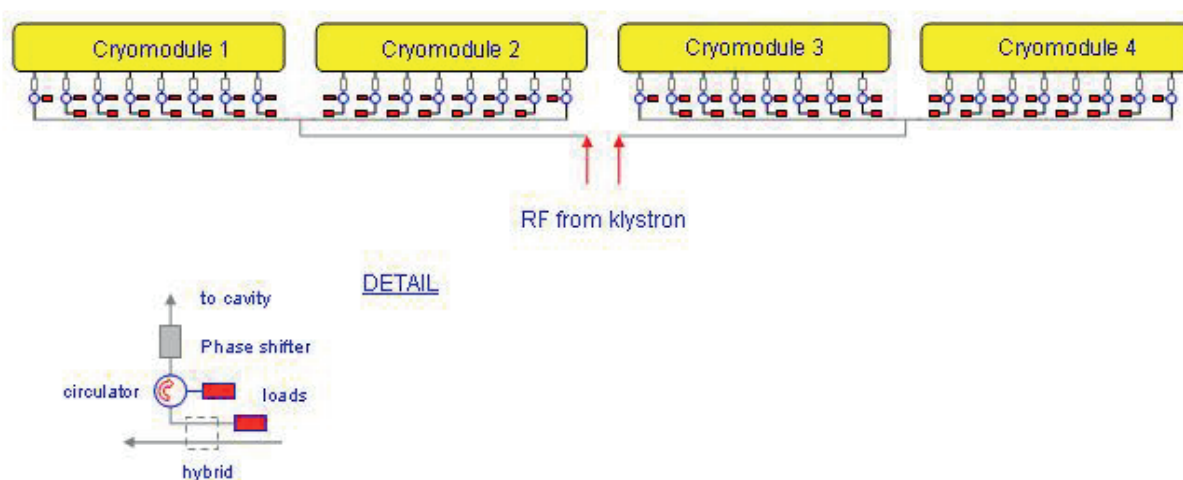 Cryomodule 1
Cryomodule 2
Cryomodule 3
Cryomodule 4
RF from klystron
DETAIL
to cavity
Phase shifter
circulator
loads
hybrid